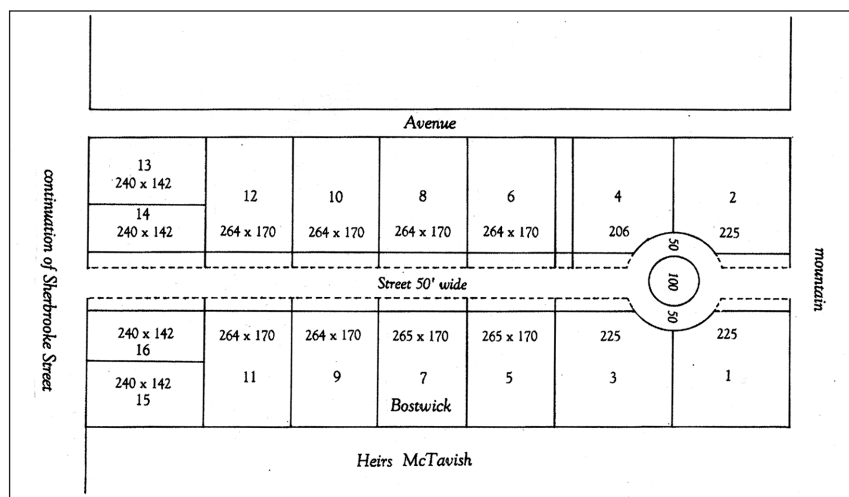 Avenue
continuation of Sherbrooke Street
13
240 x 142
14
240 x 142
12
264 x 170
10
264 x 170
8
264 x 170
6
264 x 170
4
206
2
225
50
100
50
mountain
Street 50' wide
240 x 142
16
240 x 142
15
264 x 170
11
264 x 170
9
265 x 170
7
Bostwick
265 x 170
5
225
3
225
1
Heirs McTavish